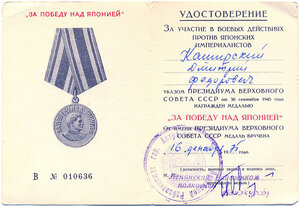 "ЗА ПОБЕДУ НАД ЯПОНИЕЙ"
В № 010636
УДОСТОВЕРЕНИЕ
ЗА УЧАСТИЕ В БОЕВЫХ ДЕЙСТВИЯХ
ПРОТИВ ЯПОНСКИХ
ИМПЕРИАЛИСТОВ
Каширский
Дмитрий
Федорович
УКАЗОМ ПРЕЗИДИУМА ВЕРХОВНОГО
СОВЕТА СССР от 30 сентября 1945 года
НАГРАЖДЕН МЕДАЛЬЮ
"ЗА ПОБЕДУ НАД ЯПОНИЕЙ"
От имени ПРЕЗИДИУМА ВЕРХОВНОГО
СОВЕТА СССР МЕДАЛЬ ВРУЧЕНА
16 декабря